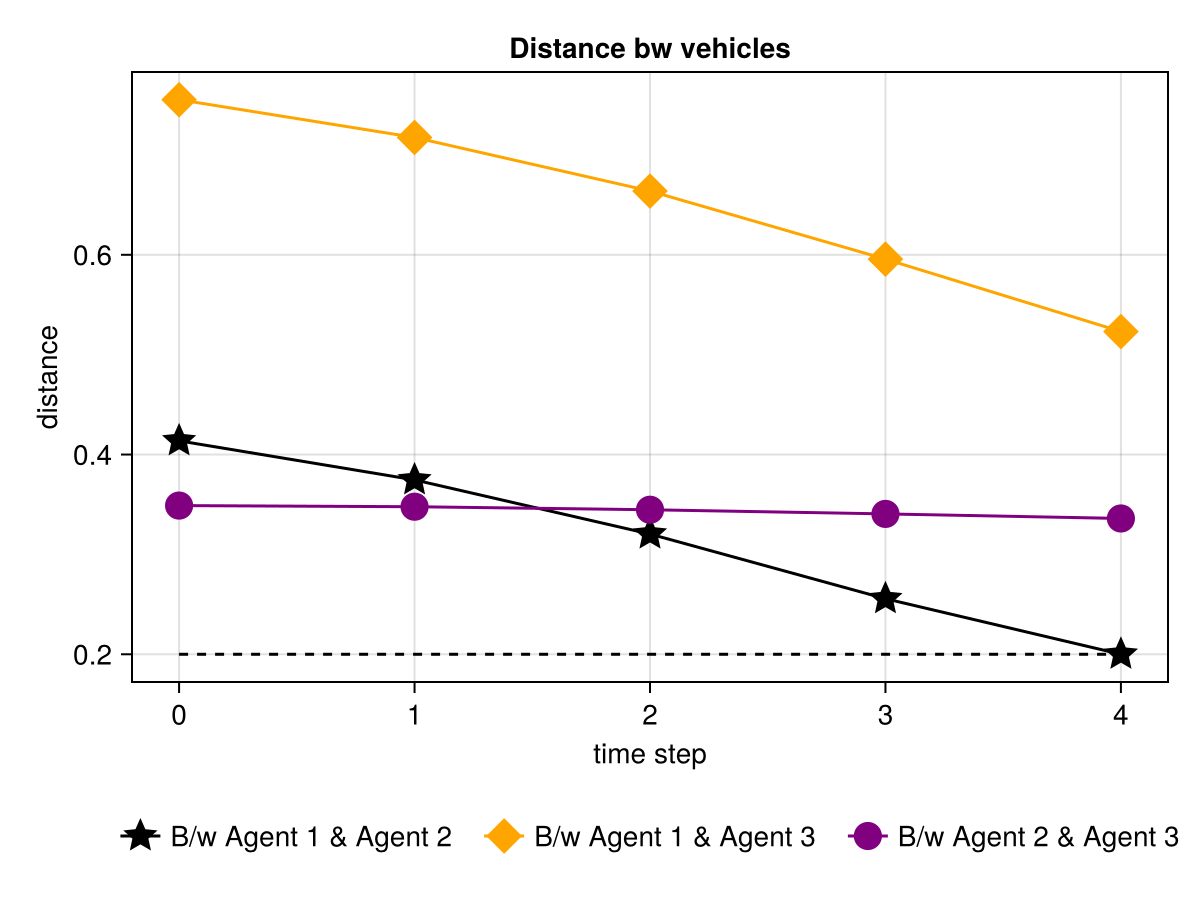 Distance bw vehicles
distance
0.6
0.4
0.2
0 1 2 3 4
time step
B/w Agent 1 & Agent 2 B/w Agent 1 & Agent 3 B/w Agent 2 & Agent 3